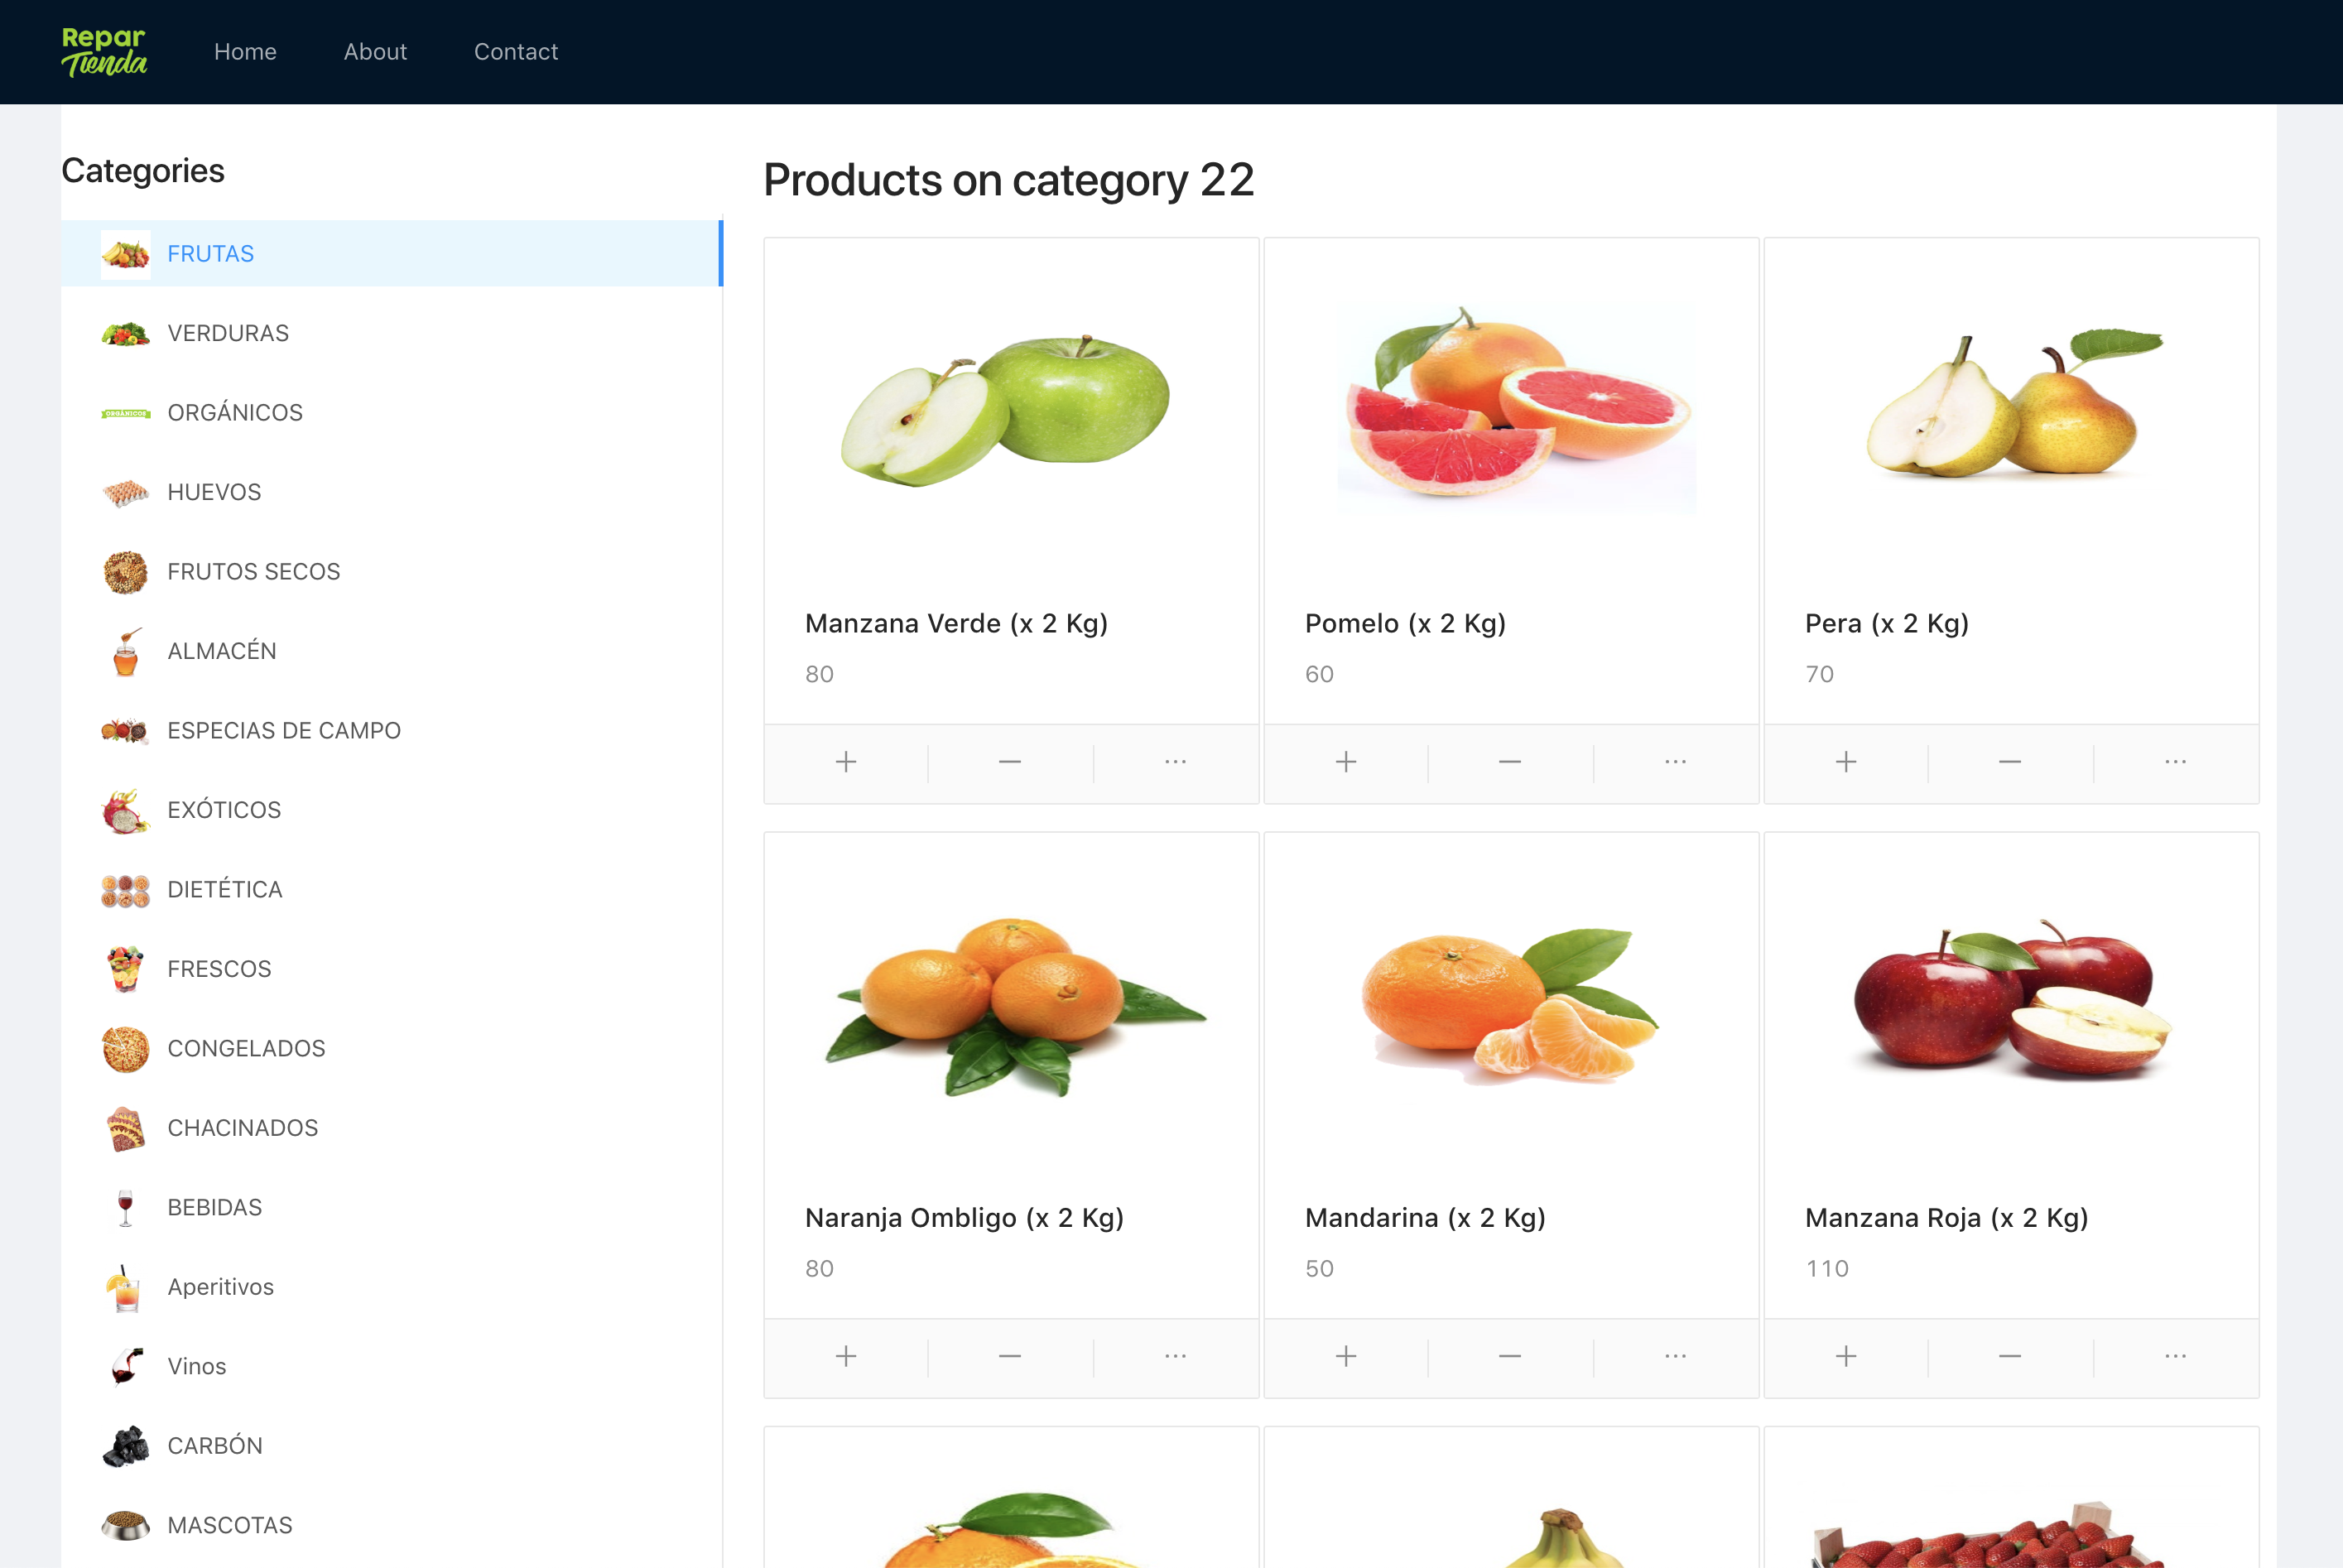 Repar
Tienda
Home
About
Contact
Categories
FRUTAS
VERDURAS
ORGÁNICOS
ORGÁNICOS
HUEVOS
FRUTOS SECOS
ALMACÉN
ESPECIAS DE CAMPO
EXÓTICOS
DIETÉTICA
FRESCOS
CONGELADOS
CHACINADOS
BEBIDAS
Aperitivos
Vinos
CARBÓN
MASCOTAS
Products on category 22
Manzana Verde (x 2 Kg)
80
Pomelo (x 2 Kg)
60
Pera (x 2 Kg)
70
Naranja Ombligo (x 2 Kg)
80
Mandarina (x 2 Kg)
50
Manzana Roja (x 2 Kg)
110